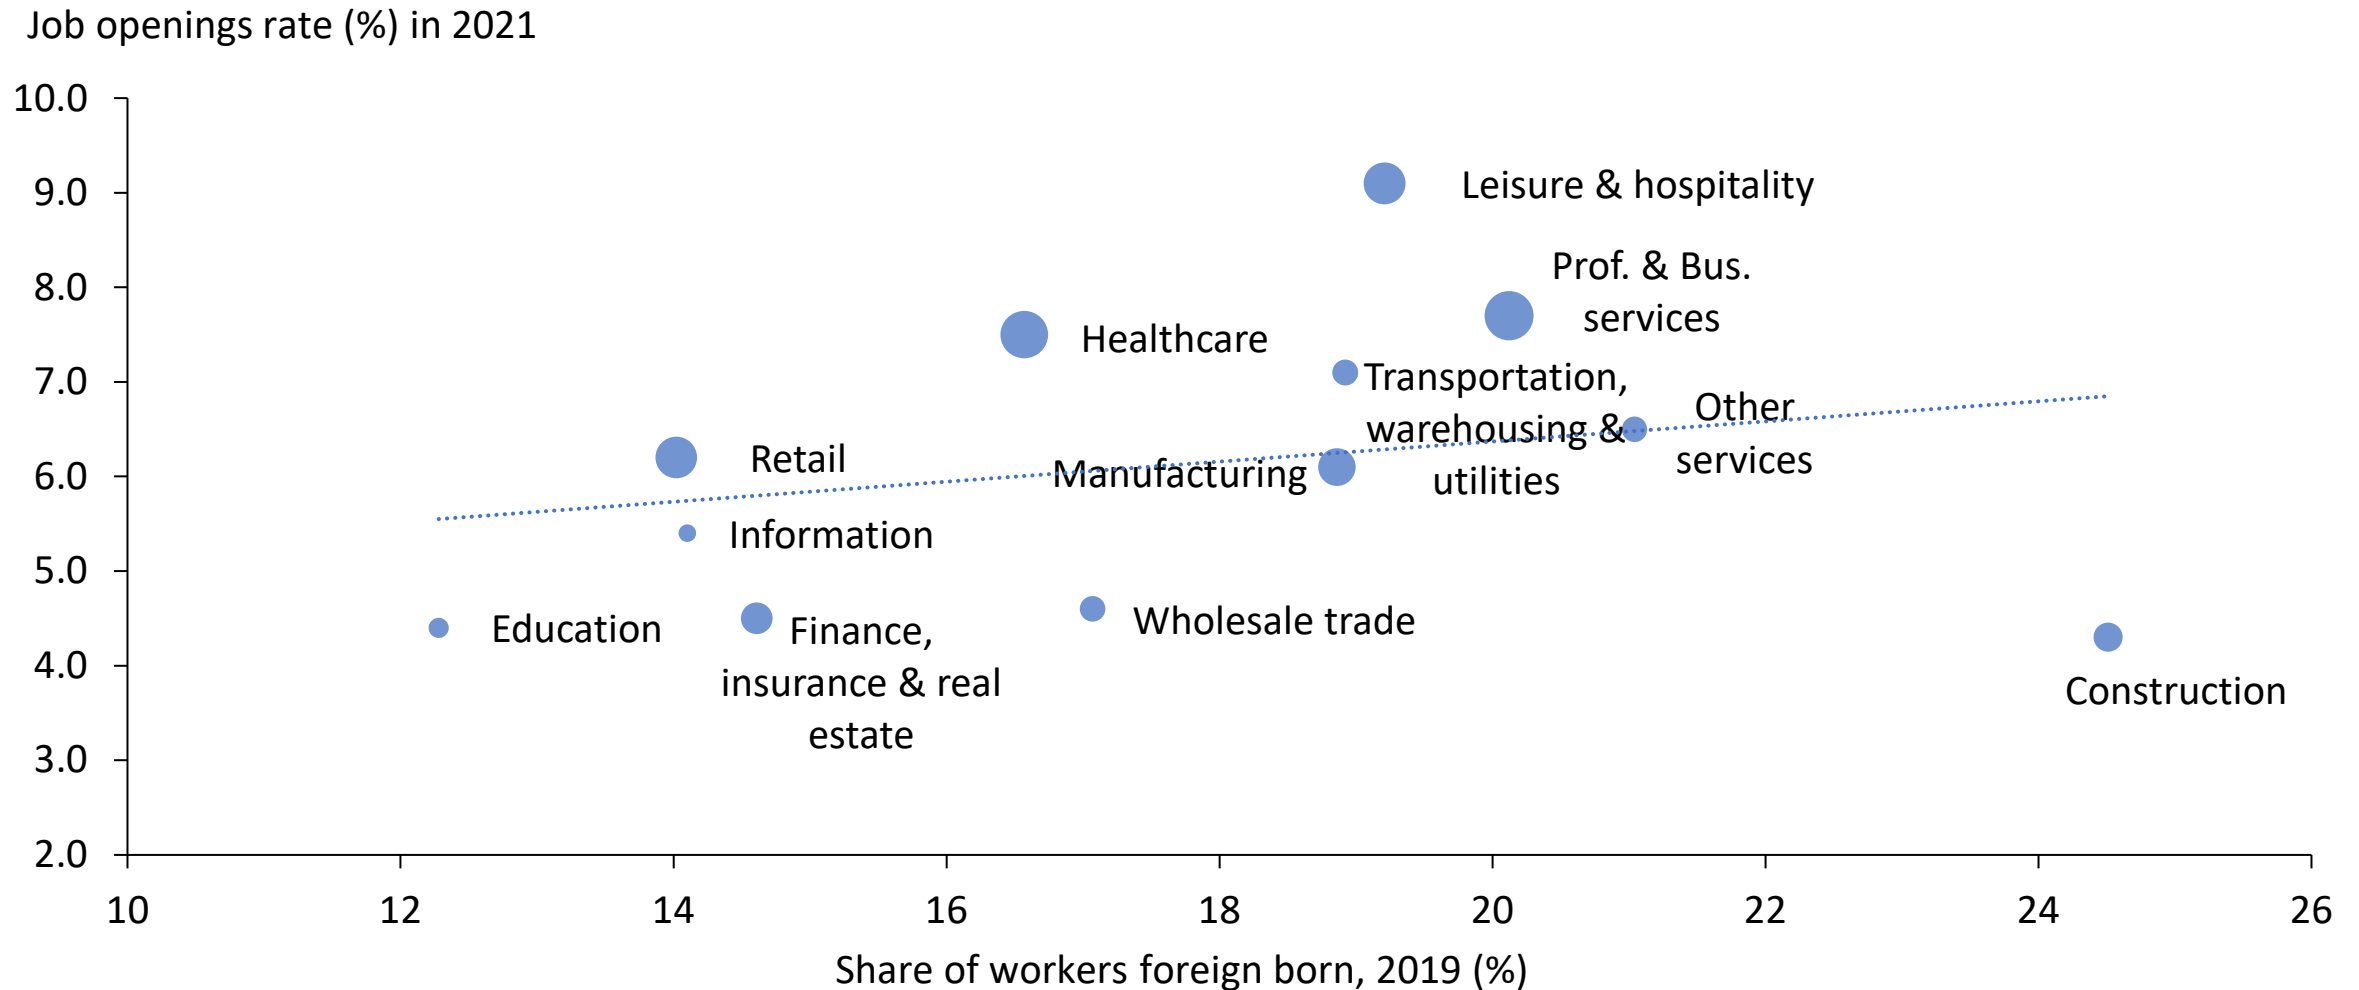 Job openings rate (%) in 2021
10.0
9.0
8.0
7.0
6.0
5.0
4.0
3.0
2.0
Leisure & hospitality
Prof. & Bus.
services
Healthcare
Transportation,
warehousing &
utilities
Other
services
Retail
Manufacturing
Information
Education
Finance,
insurance & real
estate
Wholesale trade
Construction
10 12 14 16 18 20 22 24 26
Share of workers foreign born, 2019 (%)